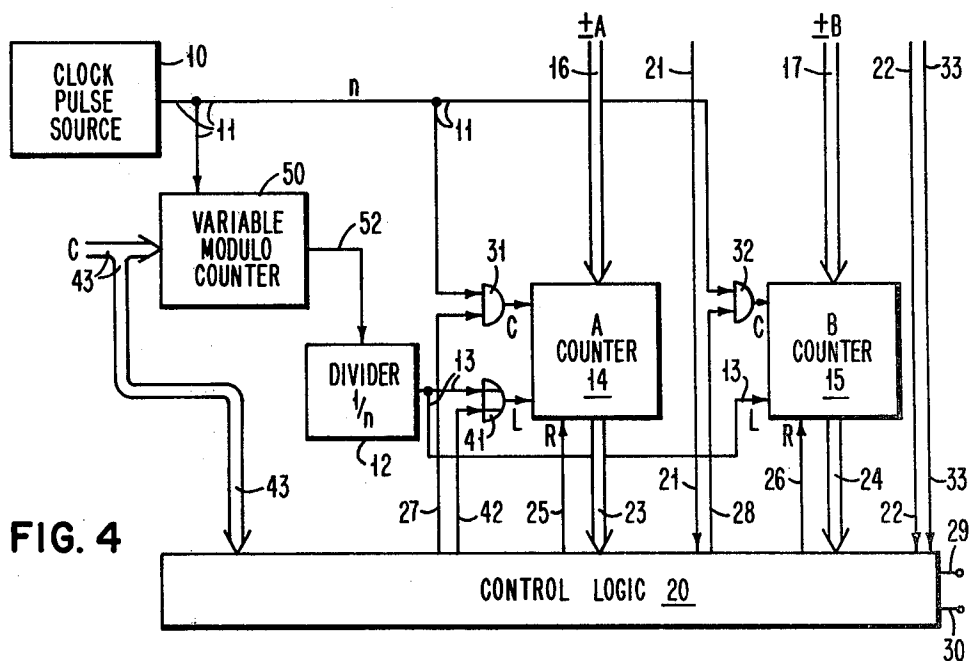 ±A
±B
10
16
21
17
22
33
CLOCK
PULSE
SOURCE
n
11
11
50
VARIABLE
MODULO
COUNTER
52
C
43
31
32
C
C
A
COUNTER
14
B
COUNTER
15
DIVIDER
1/n
12
13
41
L
13
L
R
R
43
27
42
25
23
21
28
26
24
22
33
29
30
FIG. 4
CONTROL LOGIC 20